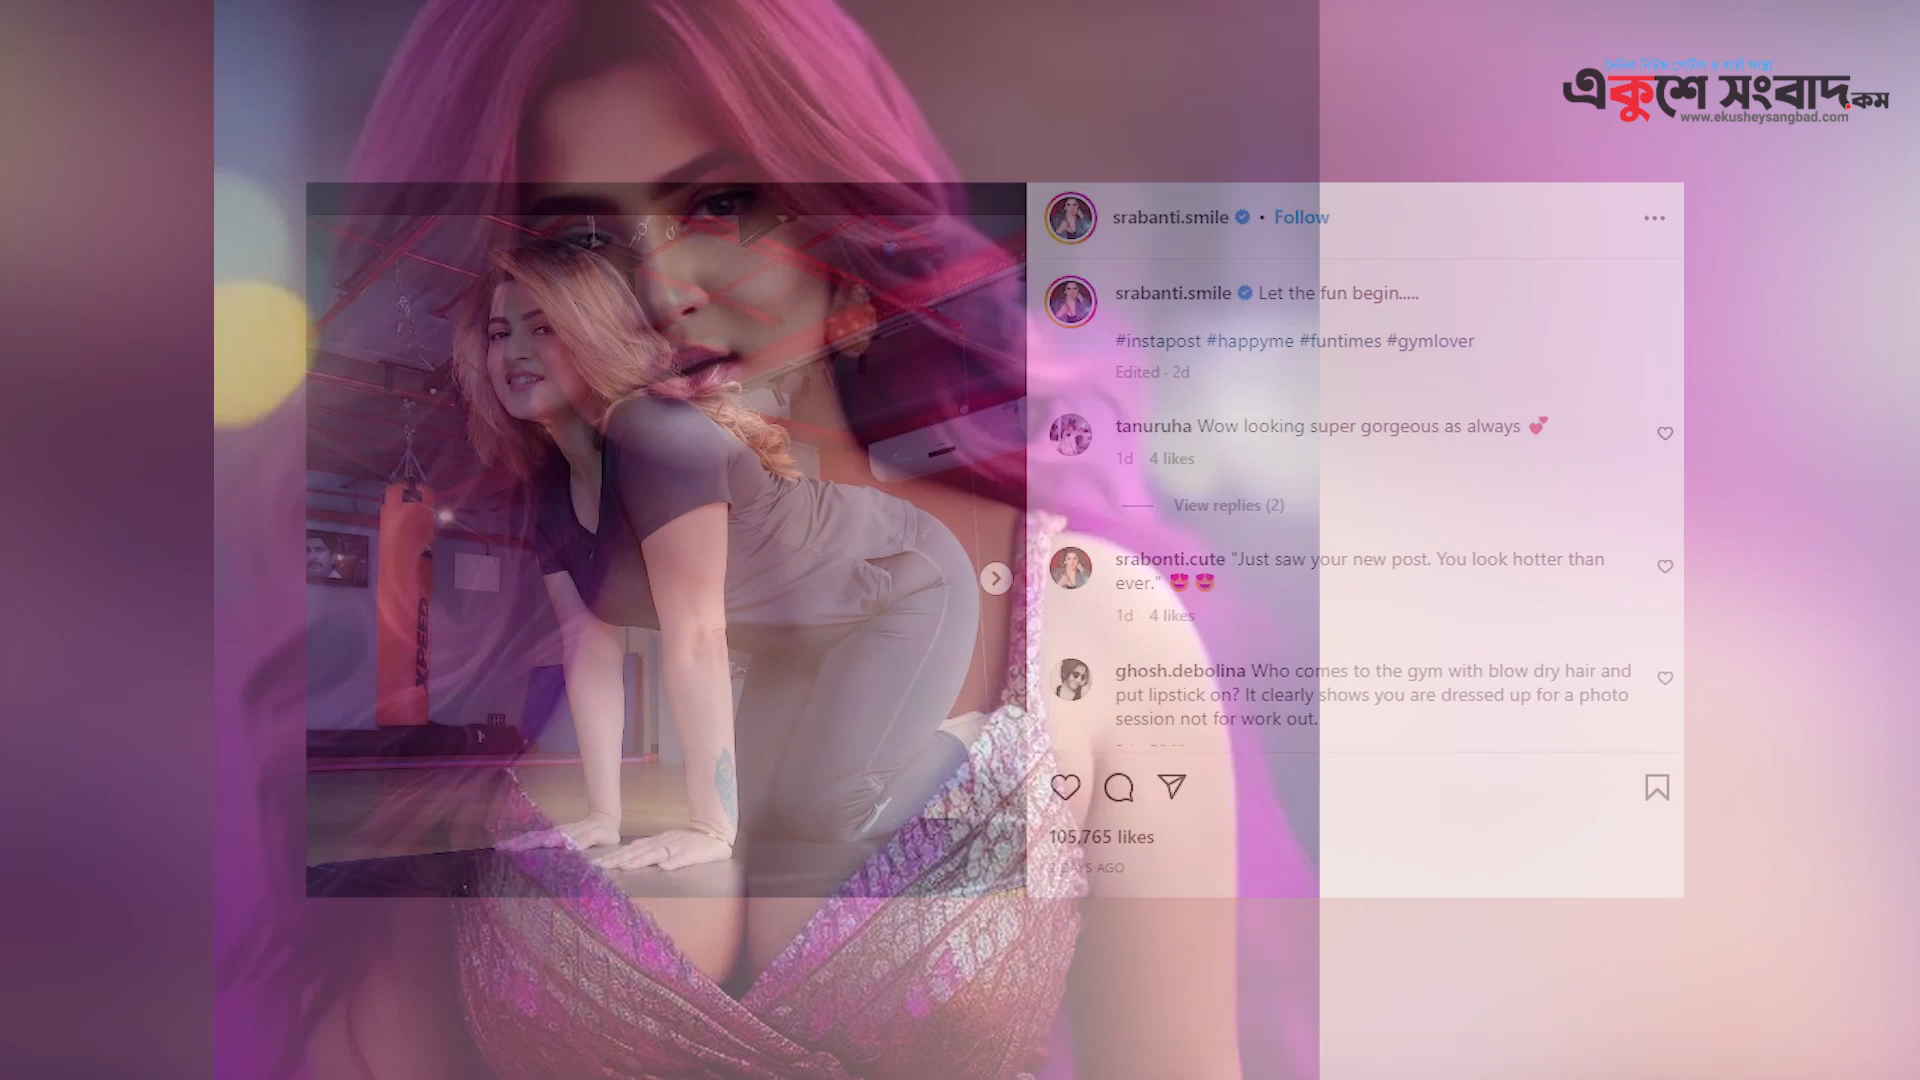 দৈনিক নিউজ পোর্টাল ও বার্তা সংস্থা
একুশে সংবাদ.কম
www.ekusheysangbad.com
srabanti.smile • Follow
srabanti.smile Let the fun begin.....
#instapost #happyme #funtimes #gymlover
Edited · 2d
tanuruha Wow looking super gorgeous as always 💕
1d 4 likes
View replies (2)
srabonti.cute "Just saw your new post. You look hotter than
ever." 😍 😍
1d 4 likes
ghosh.debolina Who comes to the gym with blow dry hair and
put lipstick on? It clearly shows you are dressed up for a photo
session not for work out.
105,765 likes
2 DAYS AGO
XPEED